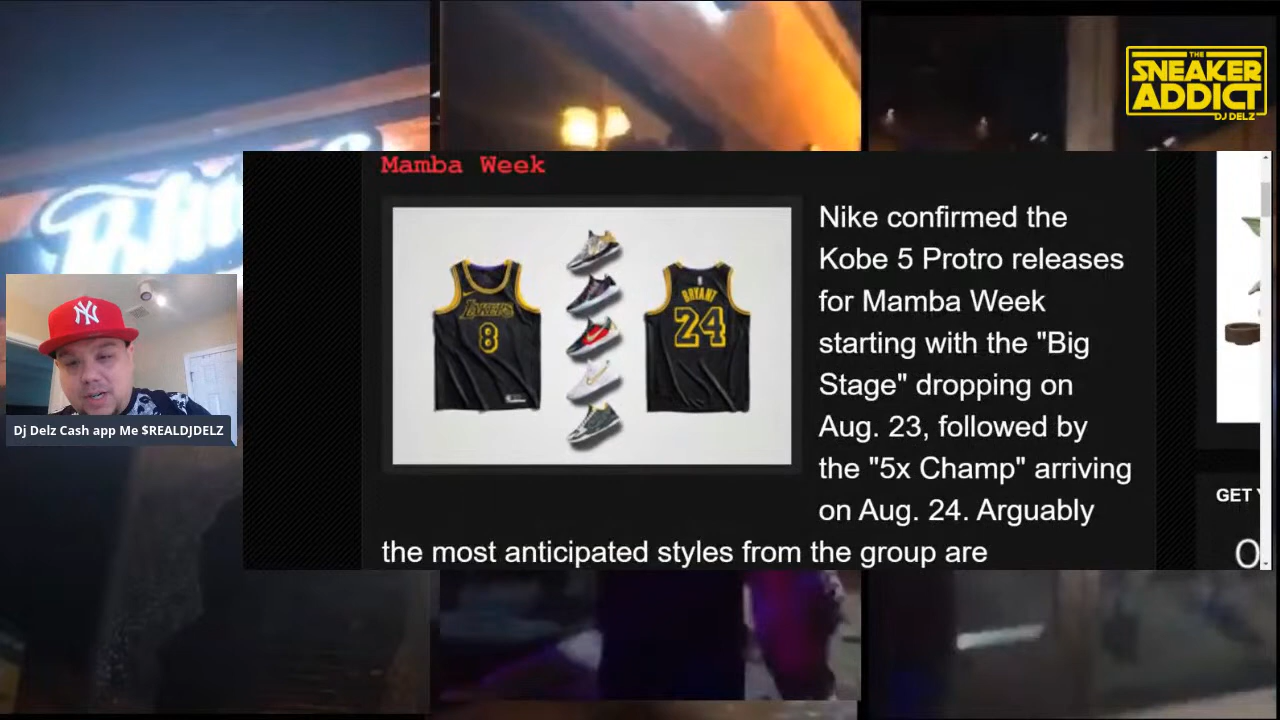 THE
SNEAKER
ADDICT
DJ DELZ
Mamba Week
Nike confirmed the
Kobe 5 Protro releases
for Mamba Week
starting with the "Big
Stage" dropping on
Aug. 23, followed by
the "5x Champ" arriving
on Aug. 24. Arguably
the most anticipated styles from the group are
LAKERS
8
BRYANT
24
NY
Dj Delz Cash app Me $REALDJDELZ
GET